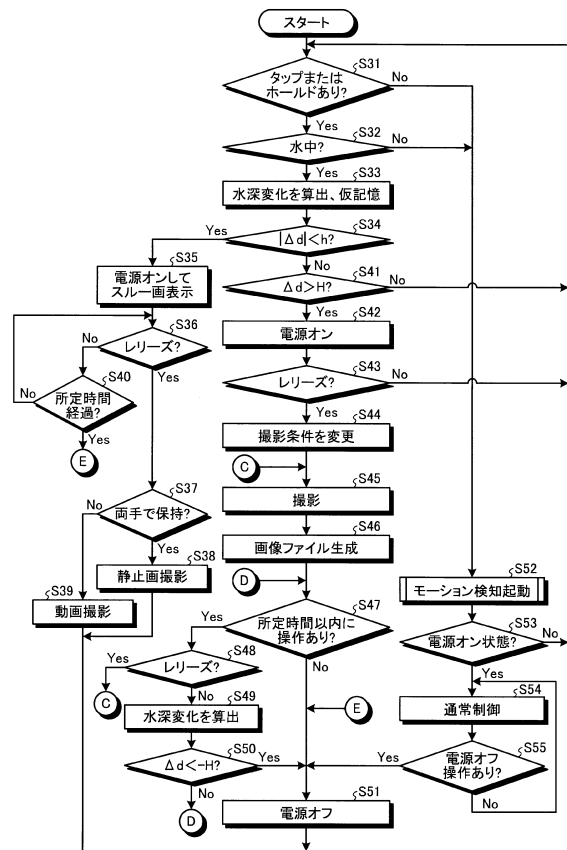 スタート
S31
タップまたは
ホールドあり?
No
Yes
S32
水中?
No
Yes
S33
水深変化を算出、仮記憶
S34
|Δd|<h?
Yes
No
S35
電源オンして
スルー画表示
S41
Δd>H?
No
Yes
S42
電源オン
S36
レリーズ?
No
Yes
S43
レリーズ?
No
Yes
S40
所定時間
経過?
No
Yes
E
S44
撮影条件を変更
C
S45
撮影
S37
両手で保持?
No
Yes
S46
画像ファイル生成
D
S38
静止画撮影
S39
動画撮影
S52
モーション検知起動
S47
所定時間以内に
操作あり?
Yes
No
S53
電源オン状態?
No
Yes
S48
レリーズ?
Yes
No
C
S49
水深変化を算出
E
S54
通常制御
S50
Δd<-H?
Yes
No
D
S55
電源オフ
操作あり?
Yes
No
S51
電源オフ